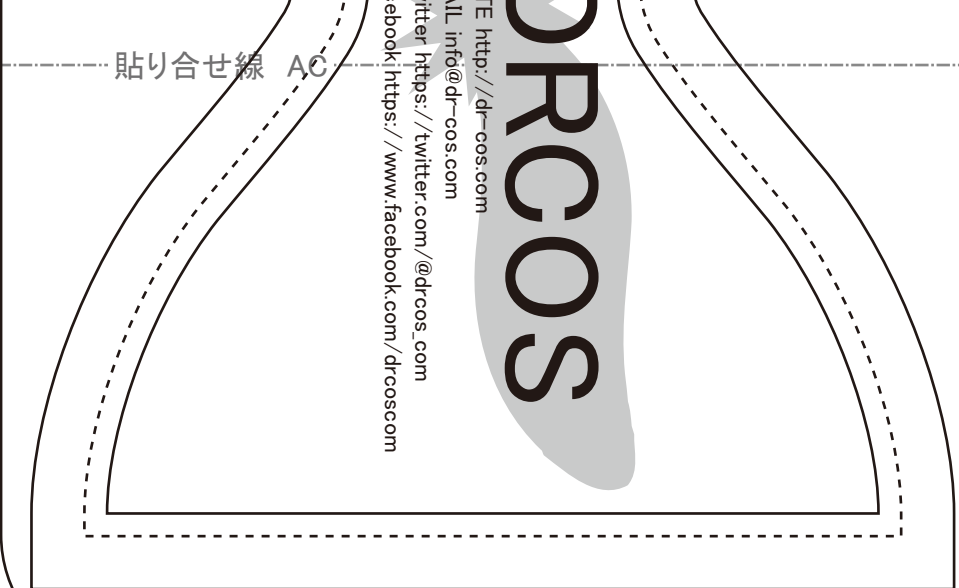 貼り合せ線 AC
ORCOS
TE http://dr-cos.com
AIL info@dr-cos.com
witter https://twitter.com/@drcos_com
ebook https://www.facebook.com/drcoscom